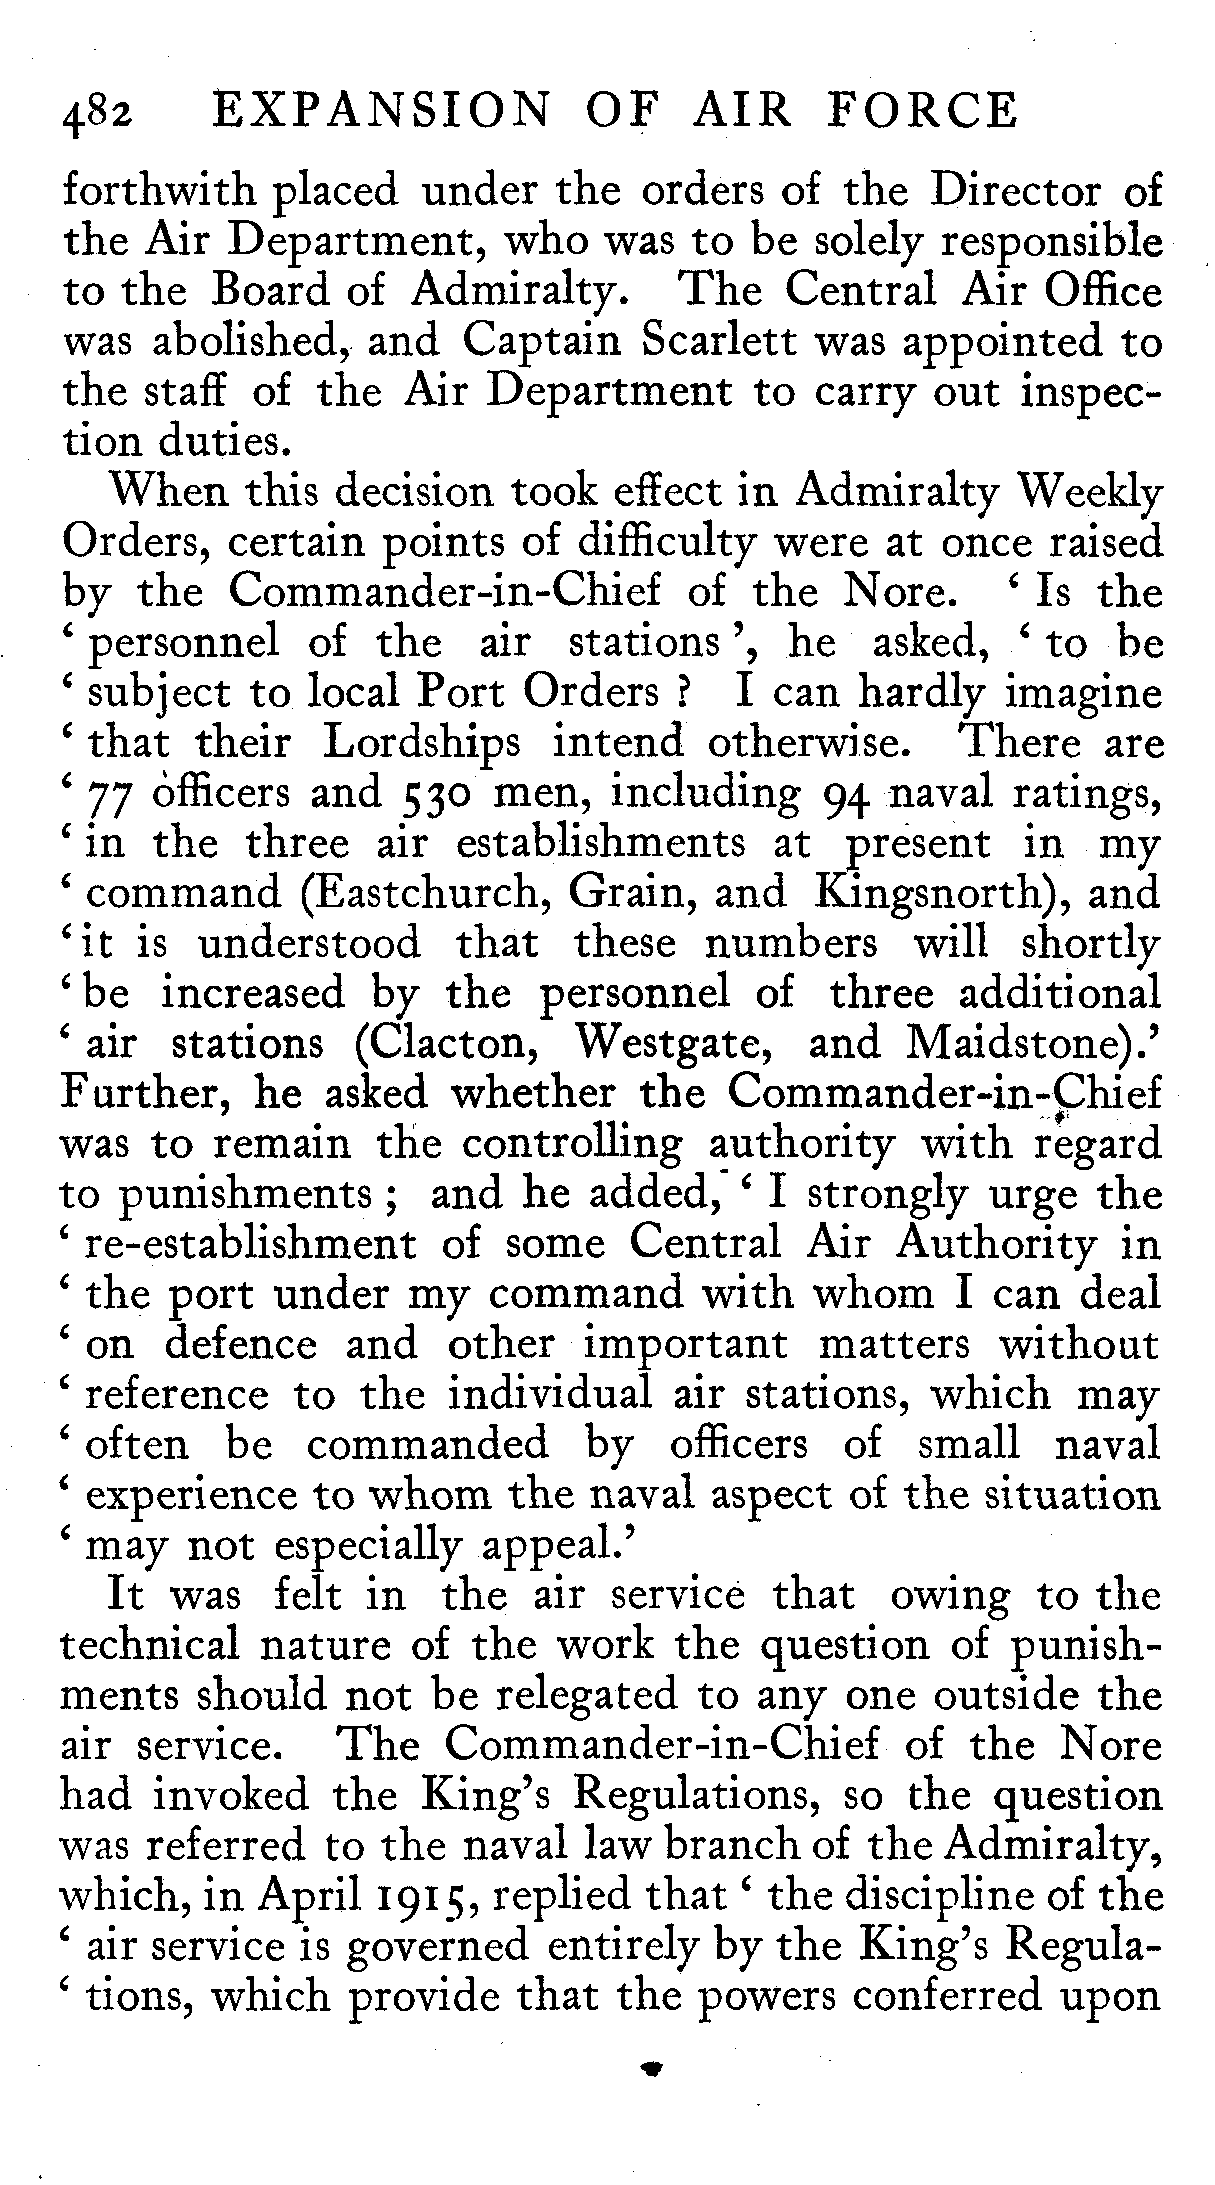 482 EXPANSION OF AIR FORCE
forthwith placed under the orders of the Director of
the Air Department, who was to be solely responsible
to the Board of Admiralty. The Central Air Office
was abolished, and Captain Scarlett was appointed to
the staff of the Air Department to carry out inspec-
tion duties.
When this decision took effect in Admiralty Weekly
Orders, certain points of difficulty were at once raised
by the Commander-in-Chief of the Nore. ‘ Is the
‘ personnel of the air stations ’, he asked, ‘ to be
‘ subject to local Port Orders ? I can hardly imagine
‘ that their Lordships intend otherwise. There are
‘ 77 officers and 530 men, including 94 naval ratings,
‘ in the three air establishments at present in my
‘ command (Eastchurch, Grain, and Kingsnorth), and
‘ it is understood that these numbers will shortly
‘ be increased by the personnel of three additional
‘ air stations (Clacton, Westgate, and Maidstone).’
Further, he asked whether the Commander-in-Chief
was to remain the controlling authority with regard
to punishments ; and he added, ‘ I strongly urge the
‘ re-establishment of some Central Air Authority in
‘ the port under my command with whom I can deal
‘ on defence and other important matters without
‘ reference to the individual air stations, which may
‘ often be commanded by officers of small naval
‘ experience to whom the naval aspect of the situation
‘ may not especially appeal.’
It was felt in the air service that owing to the
technical nature of the work the question of punish-
ments should not be relegated to any one outside the
air service. The Commander-in-Chief of the Nore
had invoked the King’s Regulations, so the question
was referred to the naval law branch of the Admiralty,
which, in April 1915, replied that ‘ the discipline of the
‘ air service is governed entirely by the King’s Regula-
‘ tions, which provide that the powers conferred upon